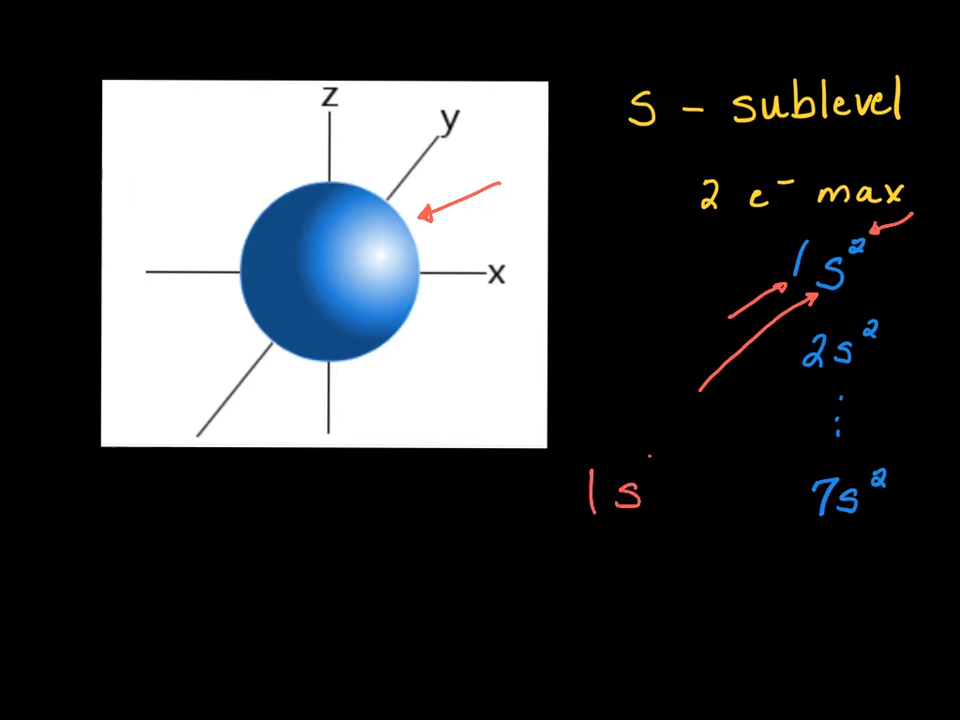 z
y
x
S - sublevel
2 e⁻ max
1s²
2s²
⋮
7s²
1s